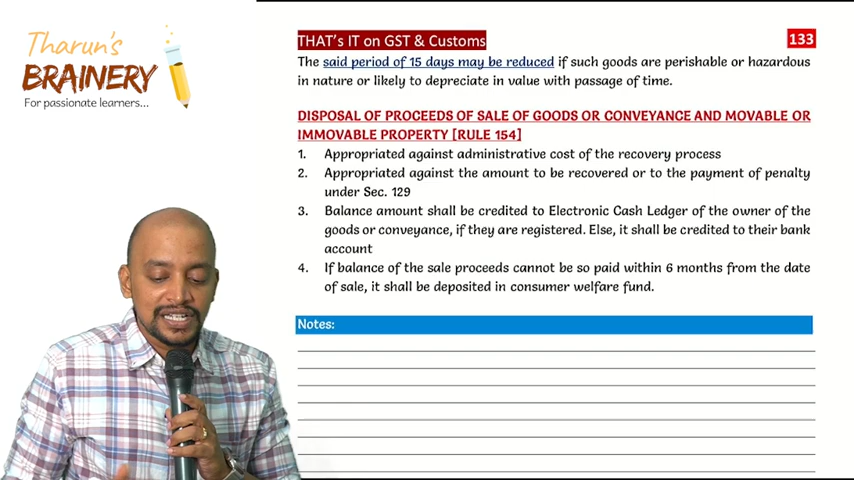 Tharun's
BRAINERY
For passionate learners...
THAT's IT on GST & Customs
133
The said period of 15 days may be reduced if such goods are perishable or hazardous
in nature or likely to depreciate in value with passage of time.
DISPOSAL OF PROCEEDS OF SALE OF GOODS OR CONVEYANCE AND MOVABLE OR
IMMOVABLE PROPERTY [RULE 154]
1. Appropriated against administrative cost of the recovery process
2. Appropriated against the amount to be recovered or to the payment of penalty
under Sec. 129
3. Balance amount shall be credited to Electronic Cash Ledger of the owner of the
goods or conveyance, if they are registered. Else, it shall be credited to their bank
account
4. If balance of the sale proceeds cannot be so paid within 6 months from the date
of sale, it shall be deposited in consumer welfare fund.
Notes: